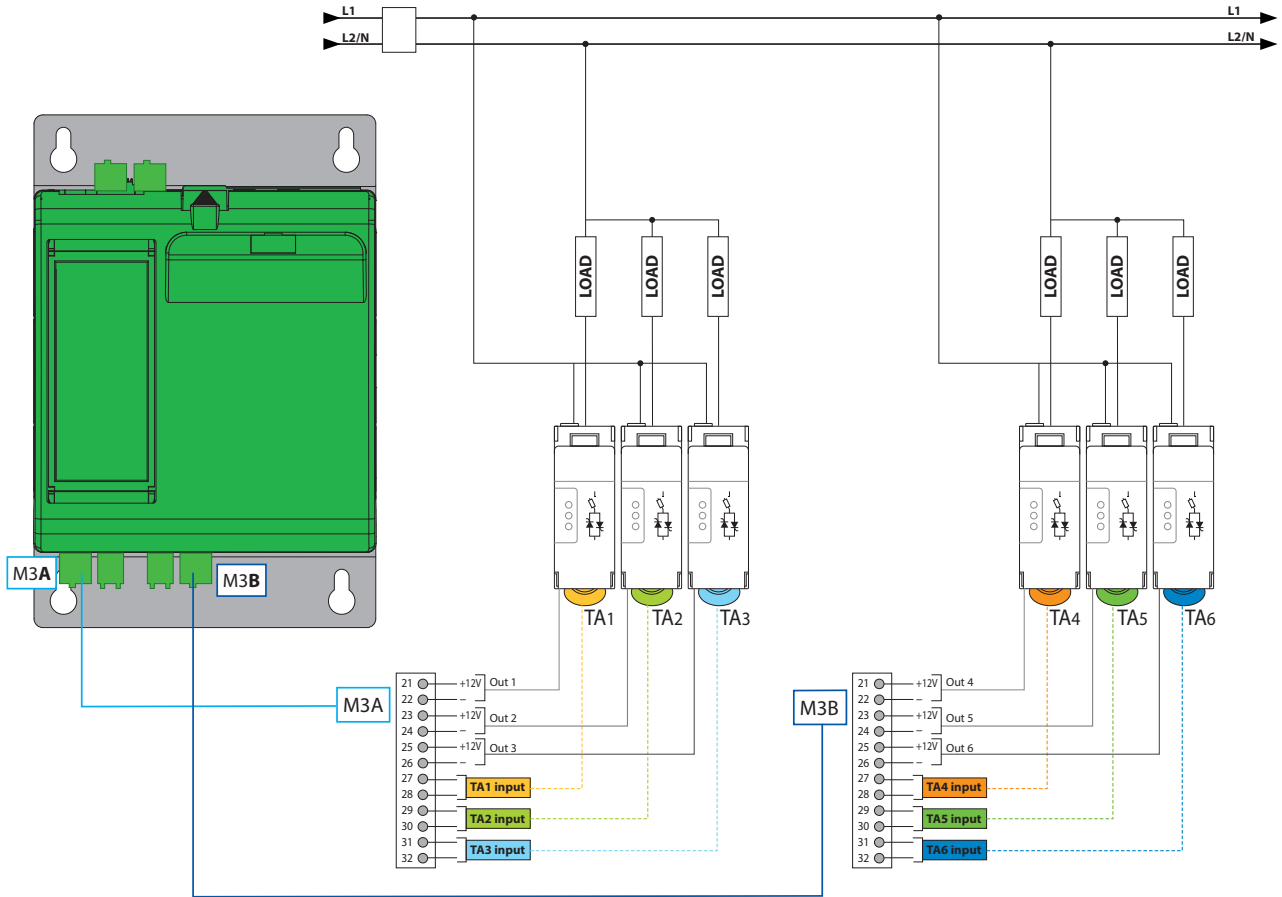 L1 L1
L2/N L2/N
LOAD LOAD LOAD LOAD LOAD LOAD
M3A M3B
TA1 TA2 TA3 TA4 TA5 TA6
M3A
21 +12V Out 1
22 –
23 +12V Out 2
24 –
25 +12V Out 3
26 –
27 TA1 input
28
29 TA2 input
30
31 TA3 input
32
M3B
21 +12V Out 4
22 –
23 +12V Out 5
24 –
25 +12V Out 6
26 –
27 TA4 input
28
29 TA5 input
30
31 TA6 input
32